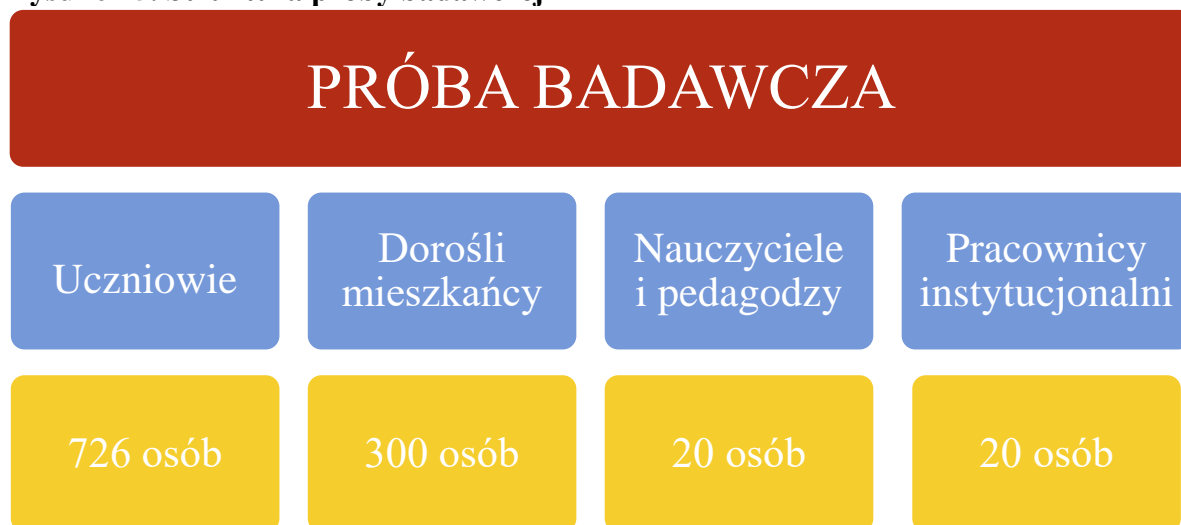 PRÓBA BADAWCZA
Uczniowie
Dorośli
mieszkańcy
Nauczyciele
i pedagodzy
Pracownicy
instytucjonalni
726 osób
300 osób
20 osób
20 osób